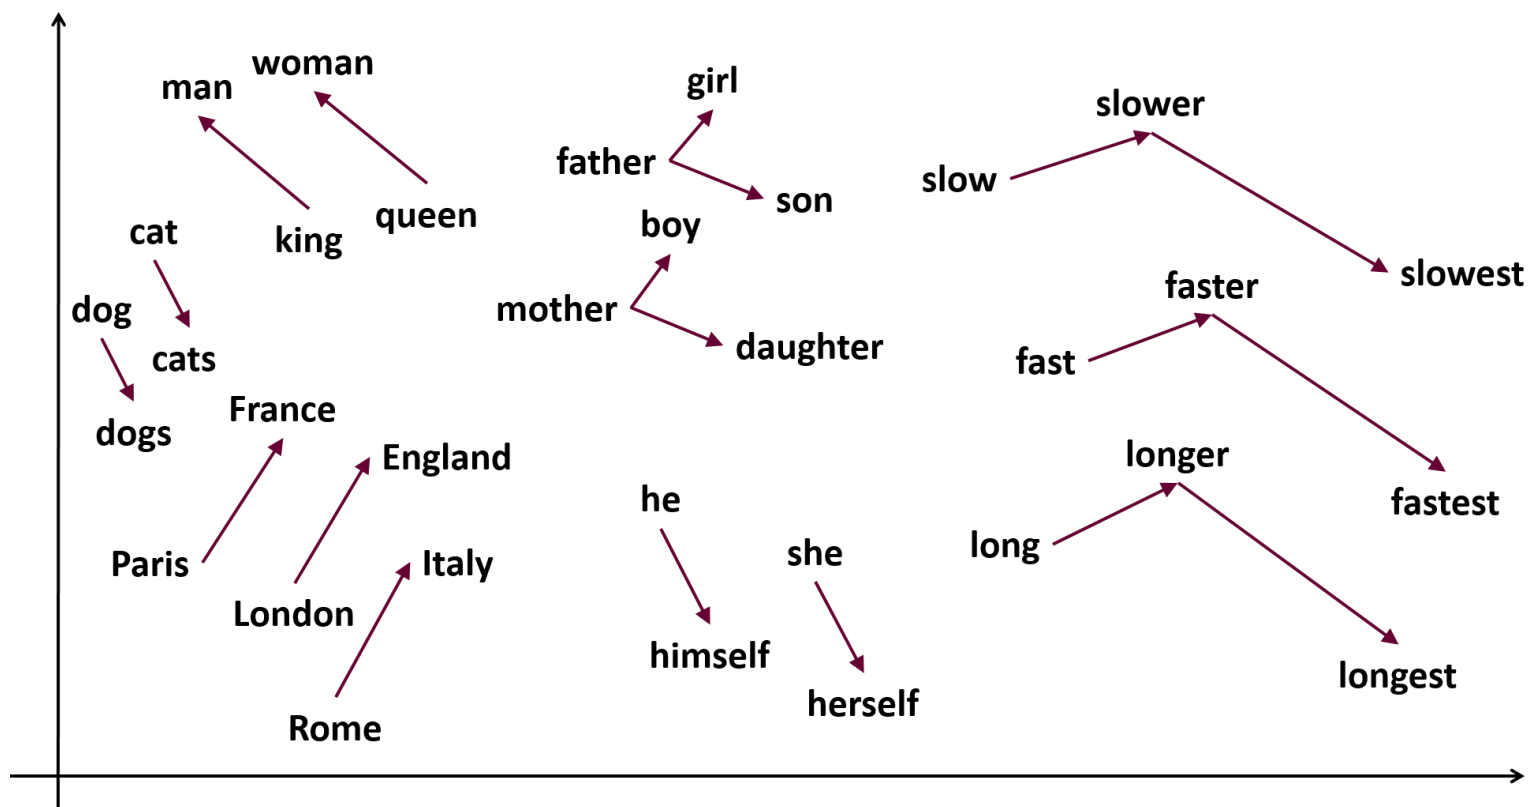 woman
man
king
queen
cat
cats
dog
dogs
France
England
Paris
London
Italy
Rome
girl
father
son
boy
mother
daughter
he
himself
she
herself
slower
slow
slowest
faster
fast
fastest
longer
long
longest